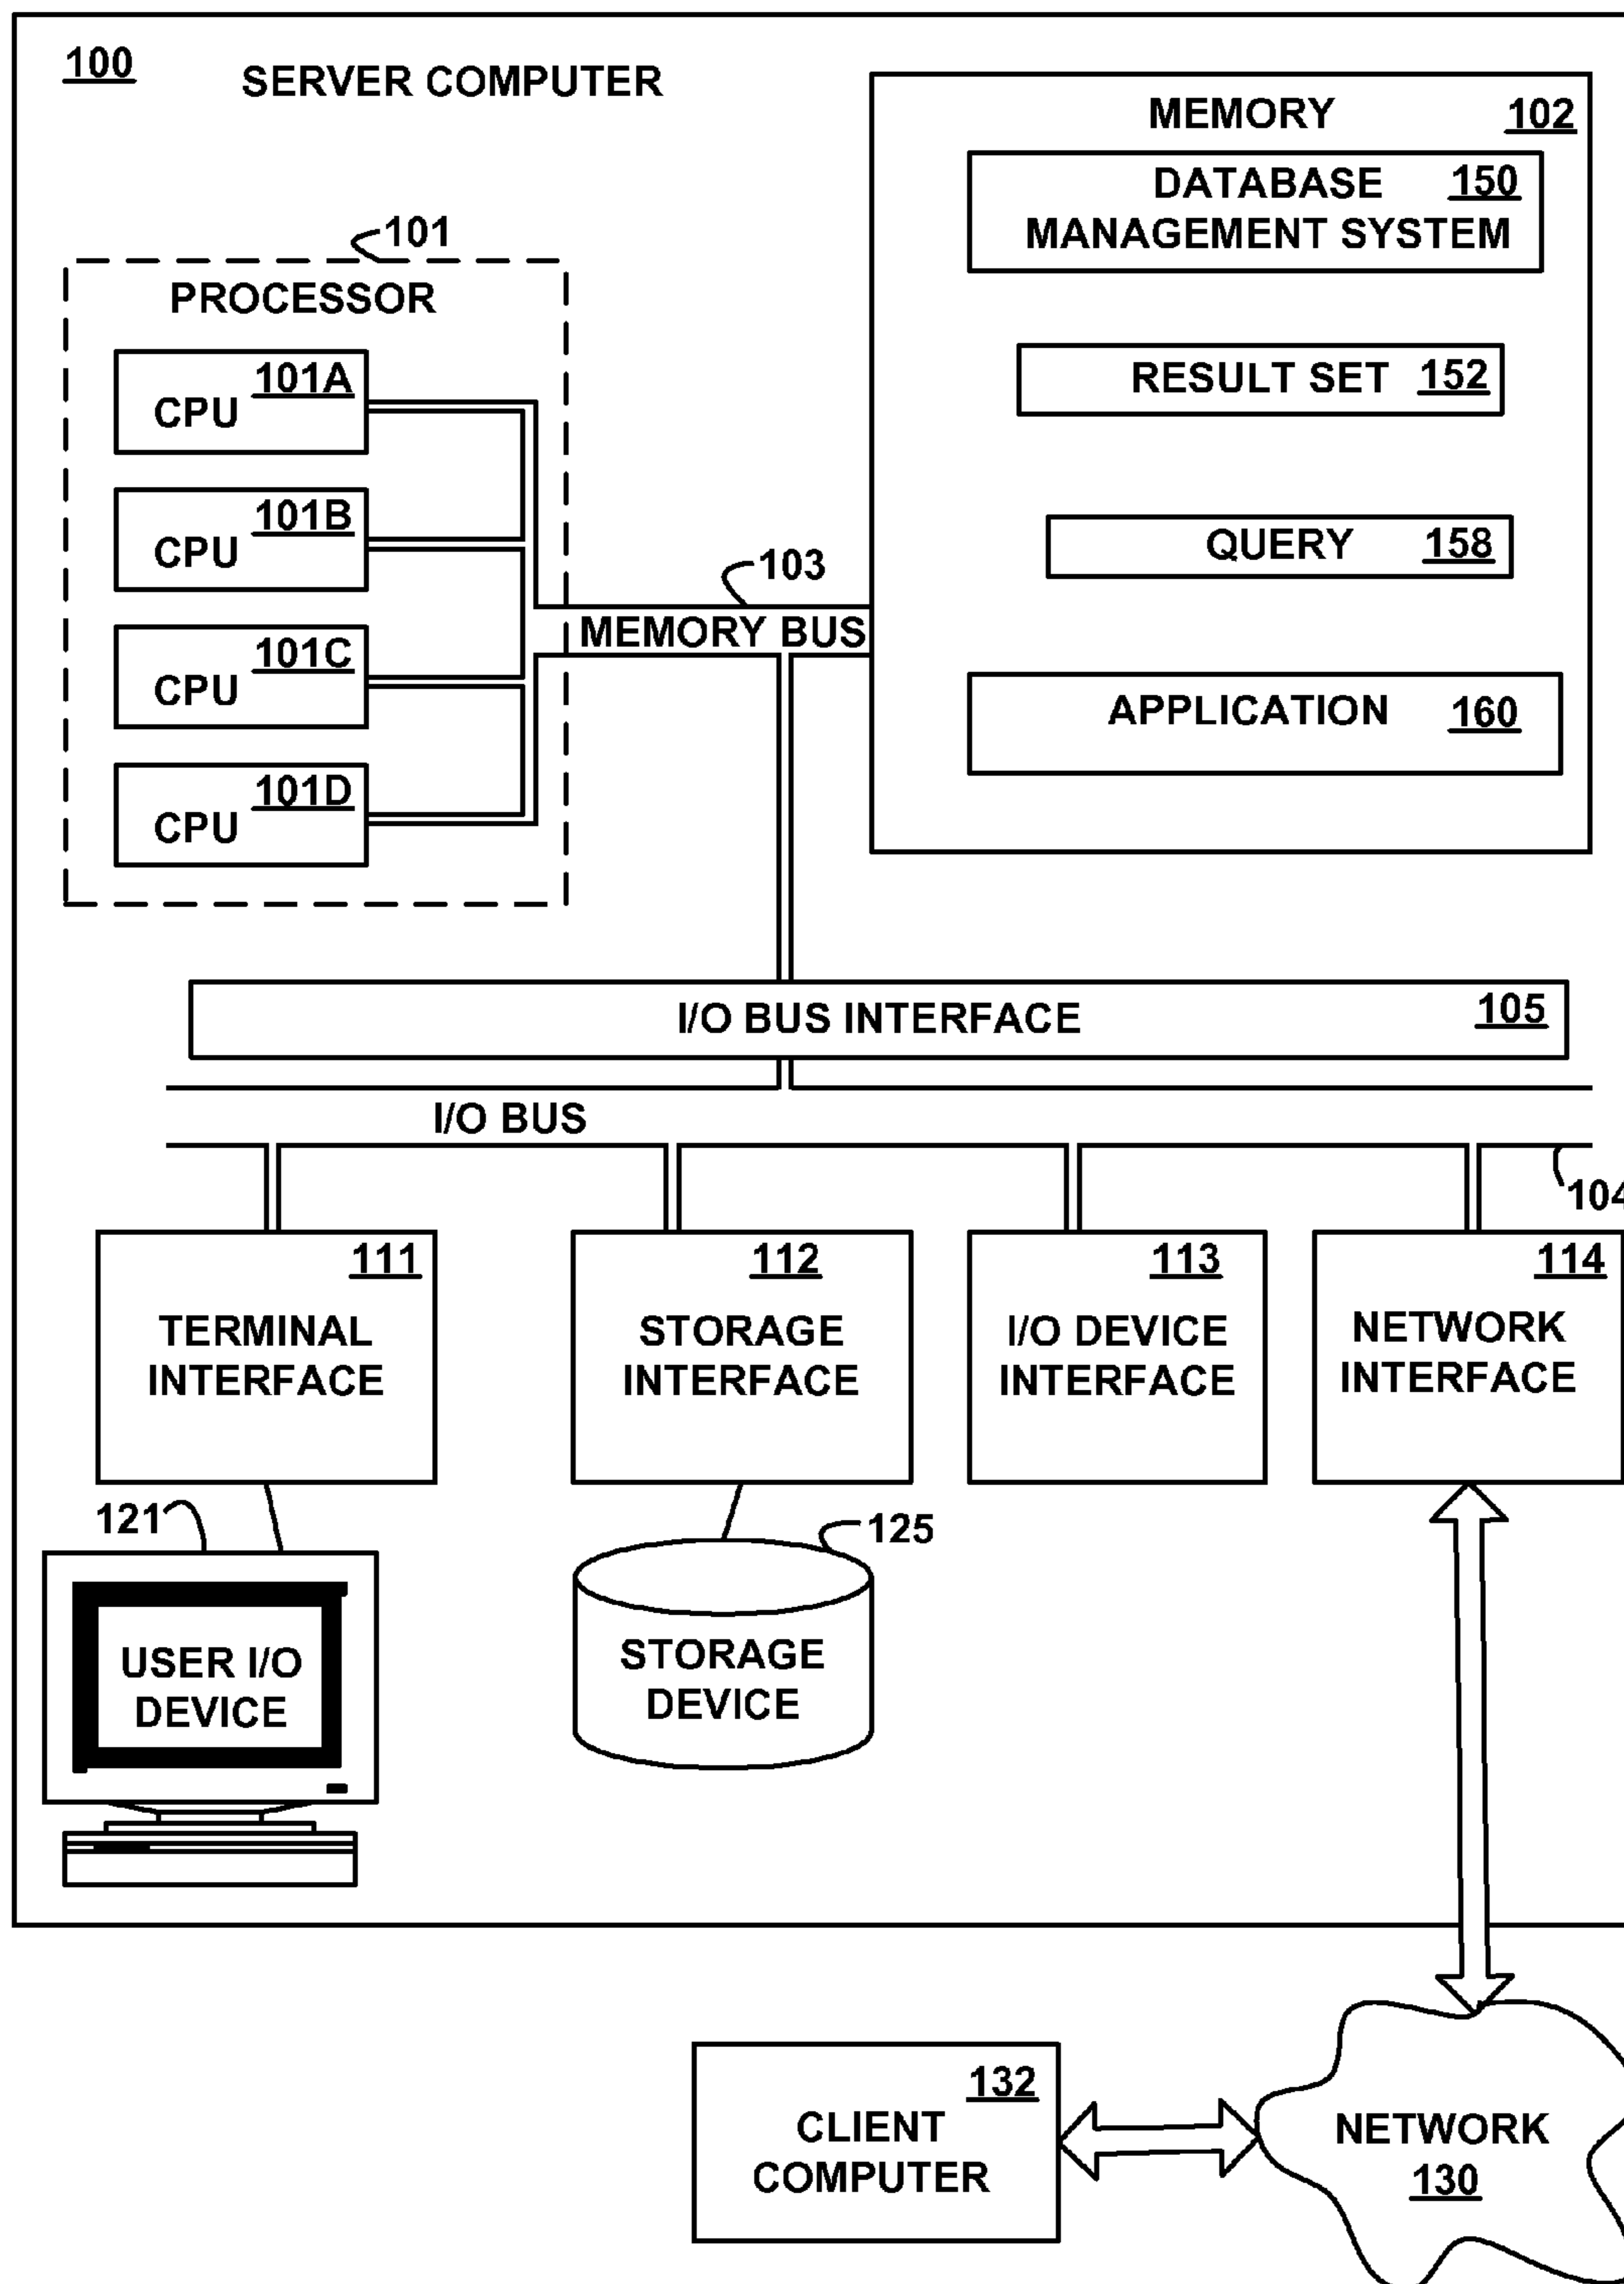 100
SERVER COMPUTER
MEMORY 102
DATABASE 150
MANAGEMENT SYSTEM
RESULT SET 152
QUERY 158
APPLICATION 160
101
PROCESSOR
101A
CPU
101B
CPU
101C
CPU
101D
CPU
103
MEMORY BUS
I/O BUS INTERFACE 105
I/O BUS
104
111
TERMINAL
INTERFACE
112
STORAGE
INTERFACE
113
I/O DEVICE
INTERFACE
114
NETWORK
INTERFACE
121
USER I/O
DEVICE
125
STORAGE
DEVICE
132
CLIENT
COMPUTER
NETWORK
130